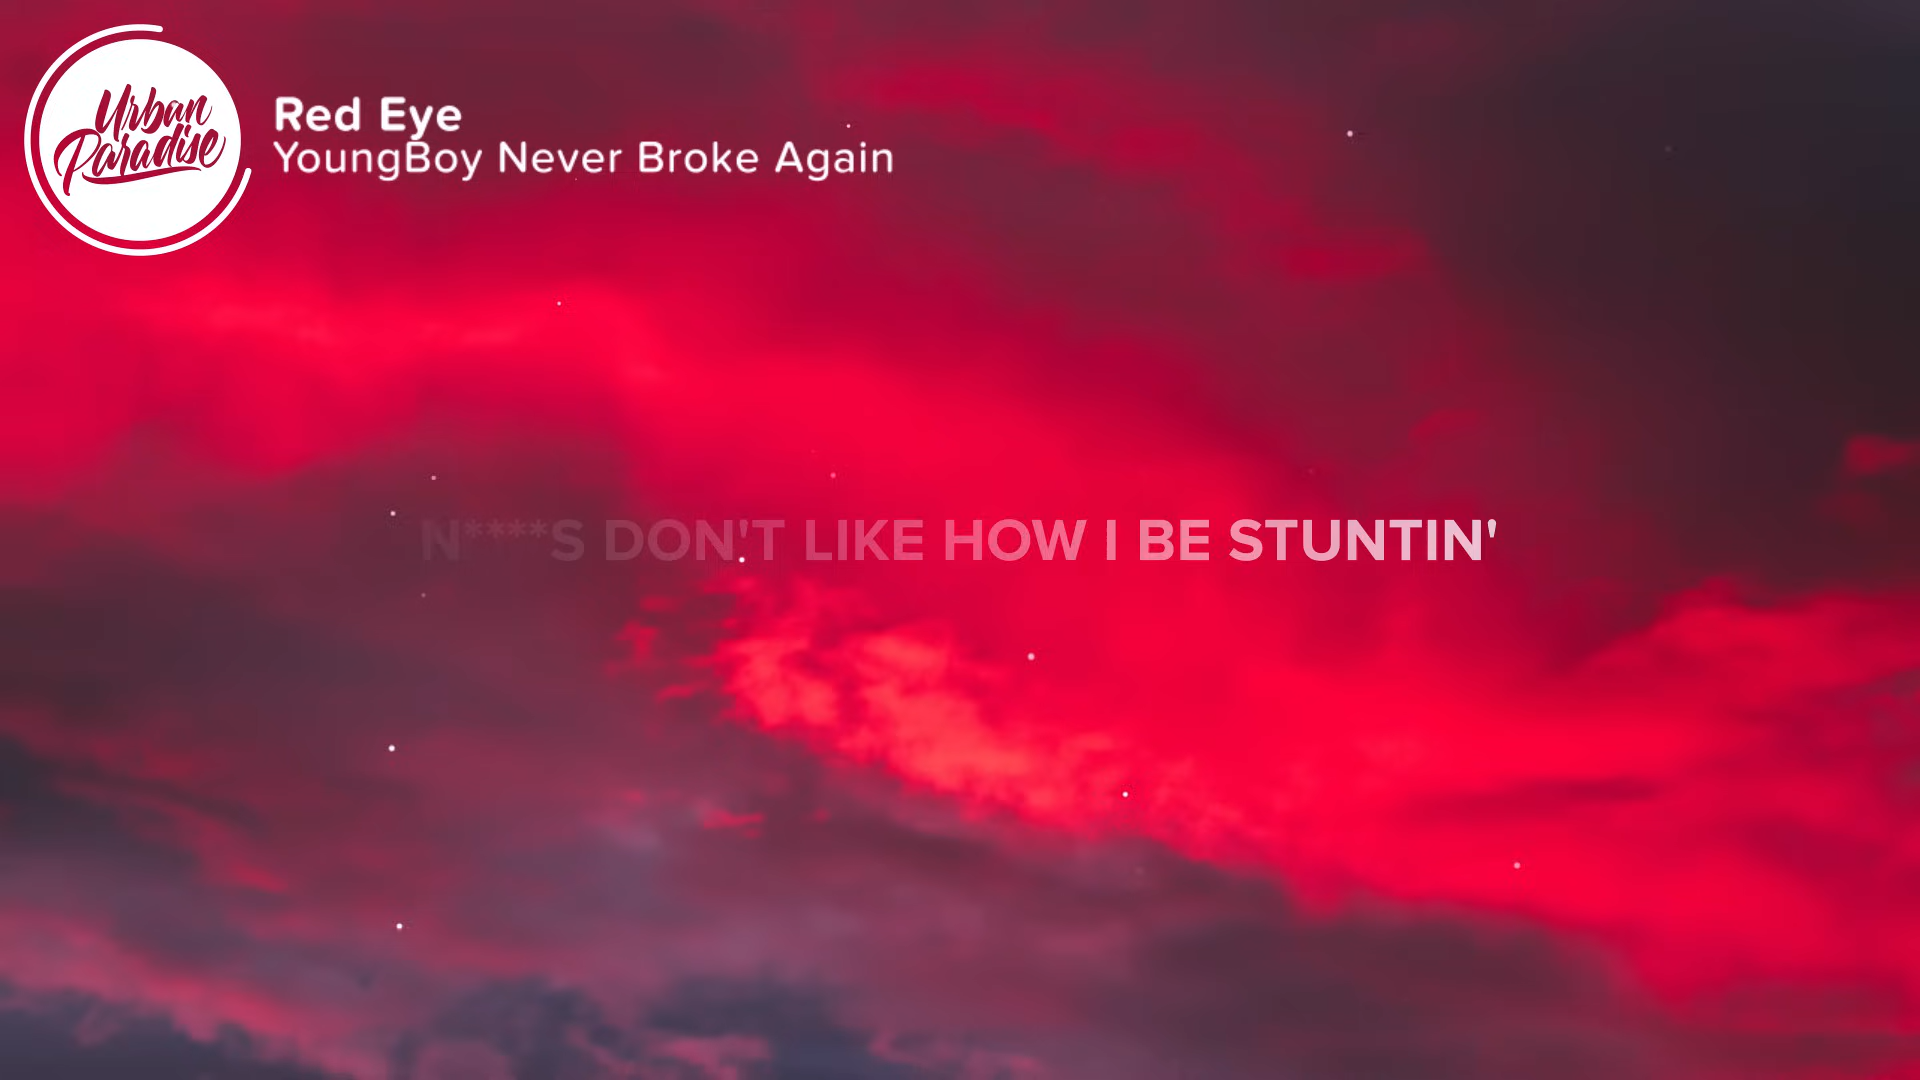 Urban
Paradise
Red Eye
YoungBoy Never Broke Again
N****S DON'T LIKE HOW I BE STUNTIN'